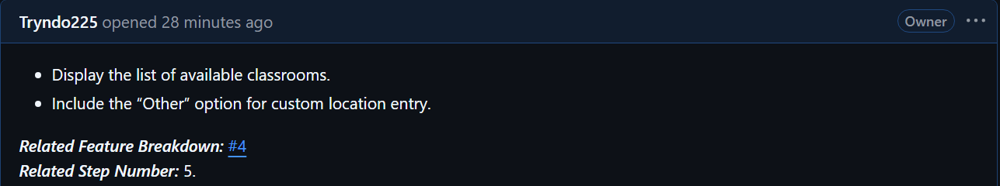 Tryndo225 opened 28 minutes ago Owner ...
• Display the list of available classrooms.
• Include the “Other” option for custom location entry.
Related Feature Breakdown: #4
Related Step Number: 5.